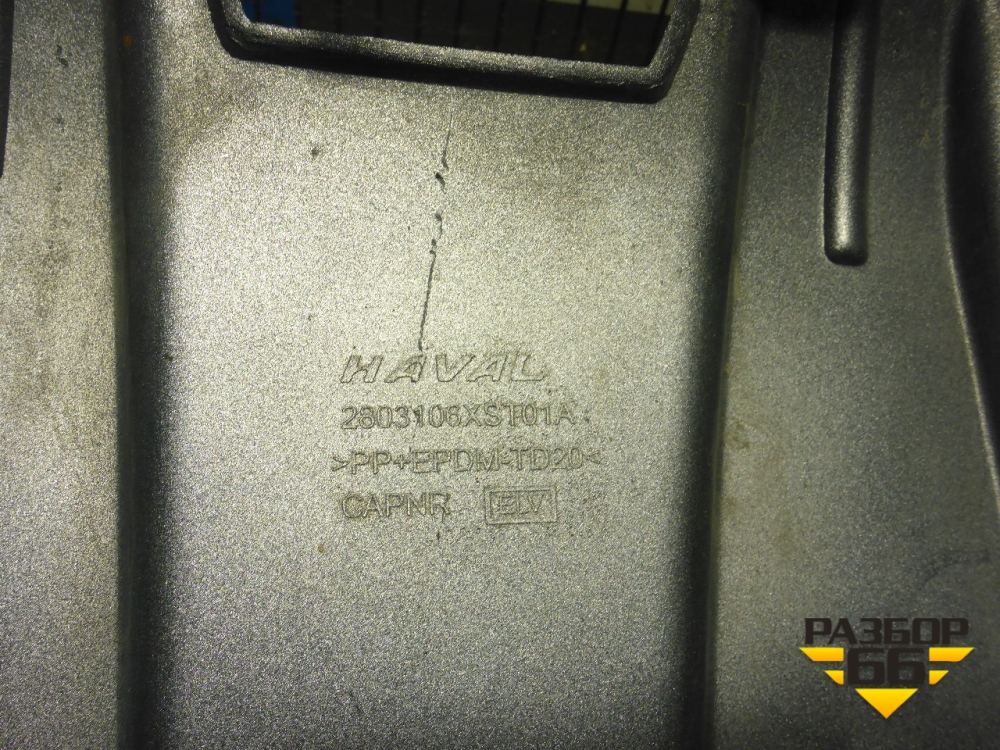 HAVAL
2803106XST01A
>PP+EPDM-TD20<
CAPNR ELV
РАЗБОР
66